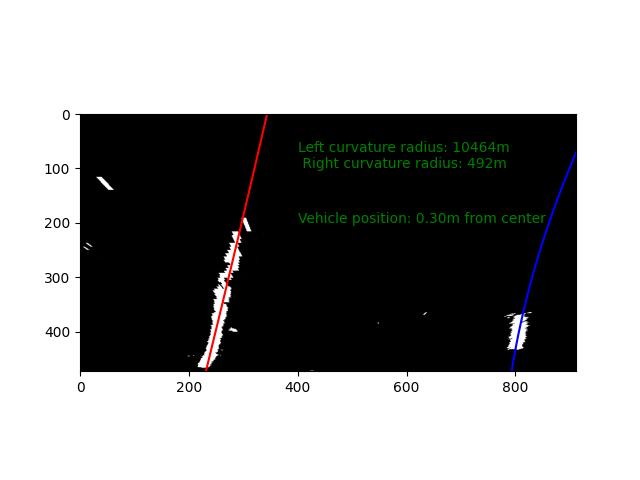 0
100
200
300
400
Left curvature radius: 10464m
Right curvature radius: 492m
Vehicle position: 0.30m from center
0 200 400 600 800